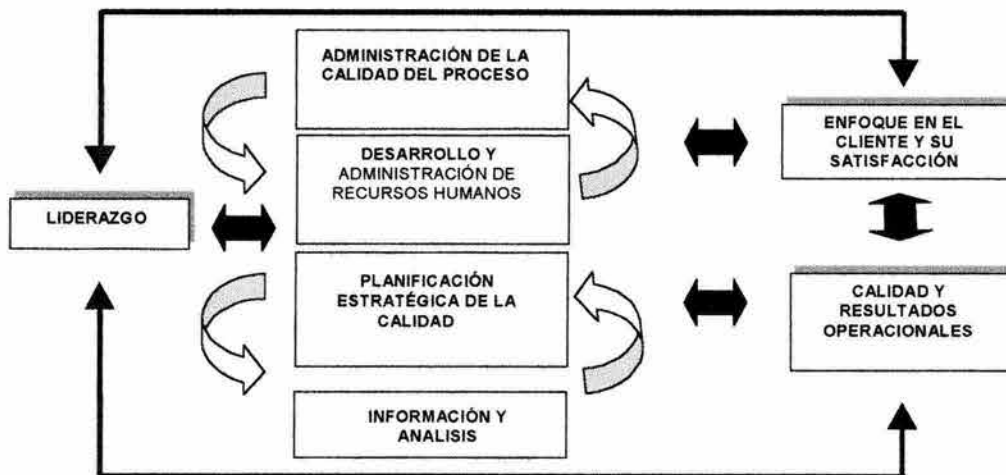 ADMINISTRACIÓN DE LA
CALIDAD DEL PROCESO
ENFOQUE EN EL
CLIENTE Y SU
SATISFACCIÓN
DESARROLLO Y
ADMINISTRACIÓN DE
RECURSOS HUMANOS
LIDERAZGO
PLANIFICACIÓN
ESTRATÉGICA DE LA
CALIDAD
CALIDAD Y
RESULTADOS
OPERACIONALES
INFORMACIÓN Y
ANALISIS